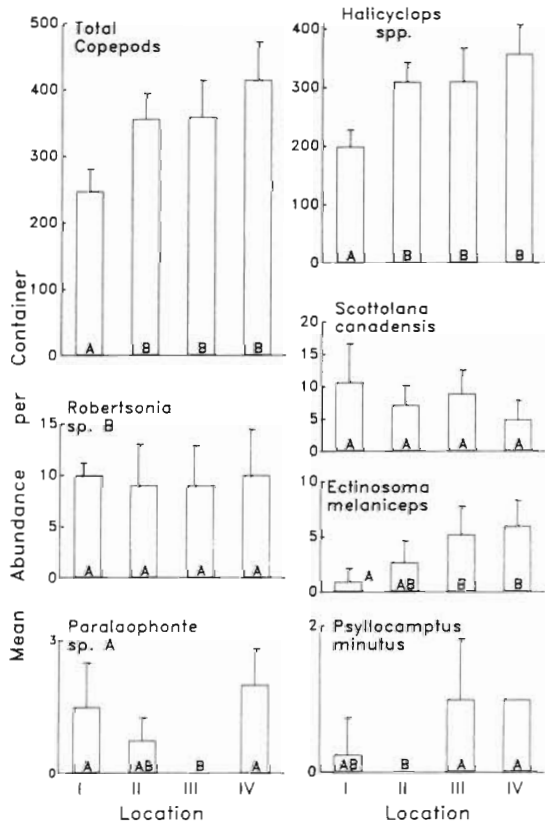 Total
Copepods
500
400
300
200
100
0
A B B B
Halicyclops
spp.
400
300
200
100
0
A B B B
Scottolana
canadensis
20
15
10
5
0
A A A A
Robertsonia
sp. B
15
10
5
0
A A A A
Ectinosoma
melaniceps
10
5
0
A AB B B
Paralaophonte
sp. A
3
0
A AB B A
I II III IV
Location
Psyllocamptus
minutus
2
0
AB B A A
I II III IV
Location
Mean Abundance per Container